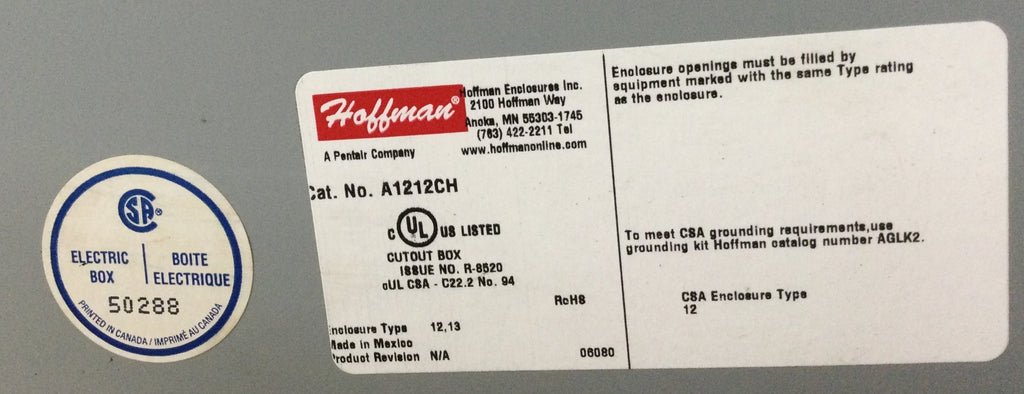 CSA®
ELECTRIC BOX | BOITE ELECTRIQUE
50288
PRINTED IN CANADA / IMPRIMÉ AU CANADA
Hoffman®
A Pentair Company
Hoffman Enclosures Inc.
2100 Hoffman Way
Anoka, MN 55303-1745
(763) 422-2211 Tel
www.hoffmanonline.com
Cat. No. A1212CH
C UL US LISTED
CUTOUT BOX
ISSUE NO. R-8520
cUL CSA - C22.2 No. 94
RoHS
Enclosure Type 12,13
Made in Mexico
Product Revision N/A
06080
Enclosure openings must be filled by
equipment marked with the same Type rating
as the enclosure.
To meet CSA grounding requirements,use
grounding kit Hoffman catalog number AGLK2.
CSA Enclosure Type
12